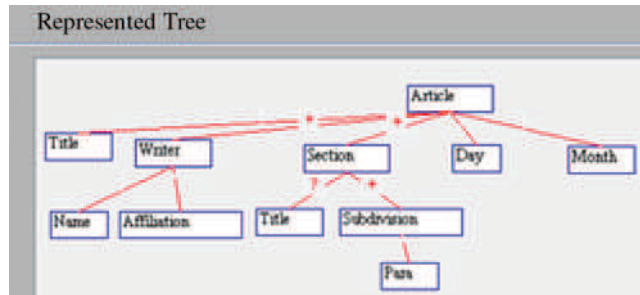 Represented Tree
Article
+ +
Title Writer Section Day Month
? +
Name Affiliation Title Subdivision
Para